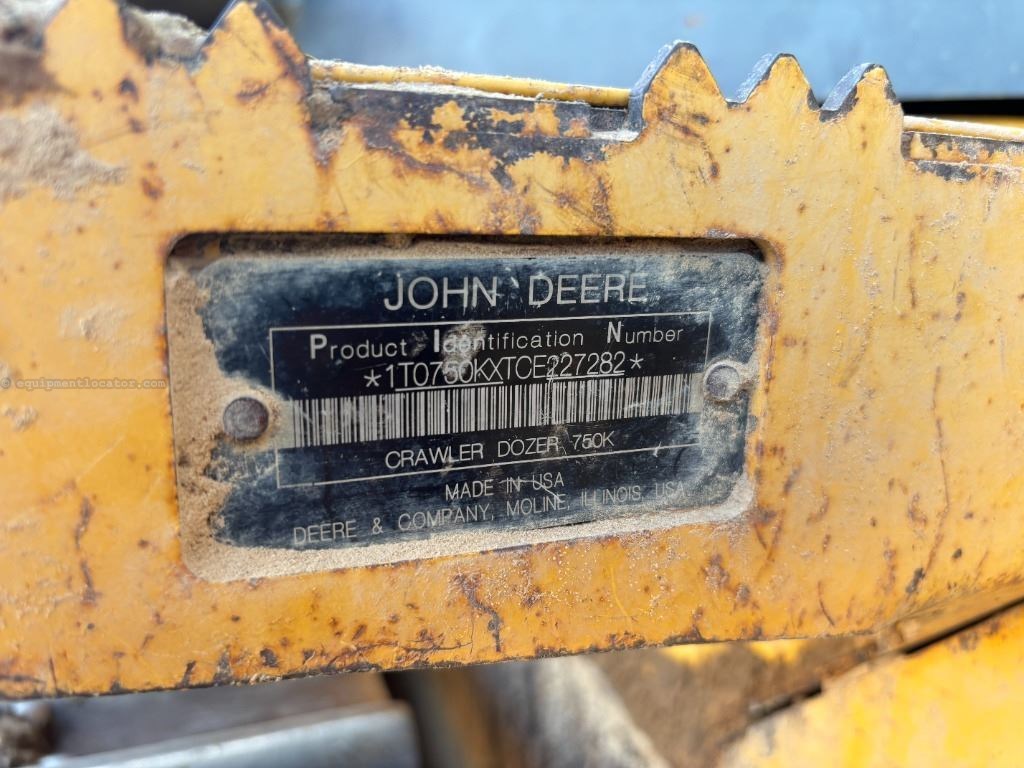 JOHN DEERE
Product Identification Number
*1T0750KXTCE227282*
CRAWLER DOZER 750K
MADE IN USA
DEERE & COMPANY, MOLINE, ILLINOIS, USA
© equipmentlocator.com